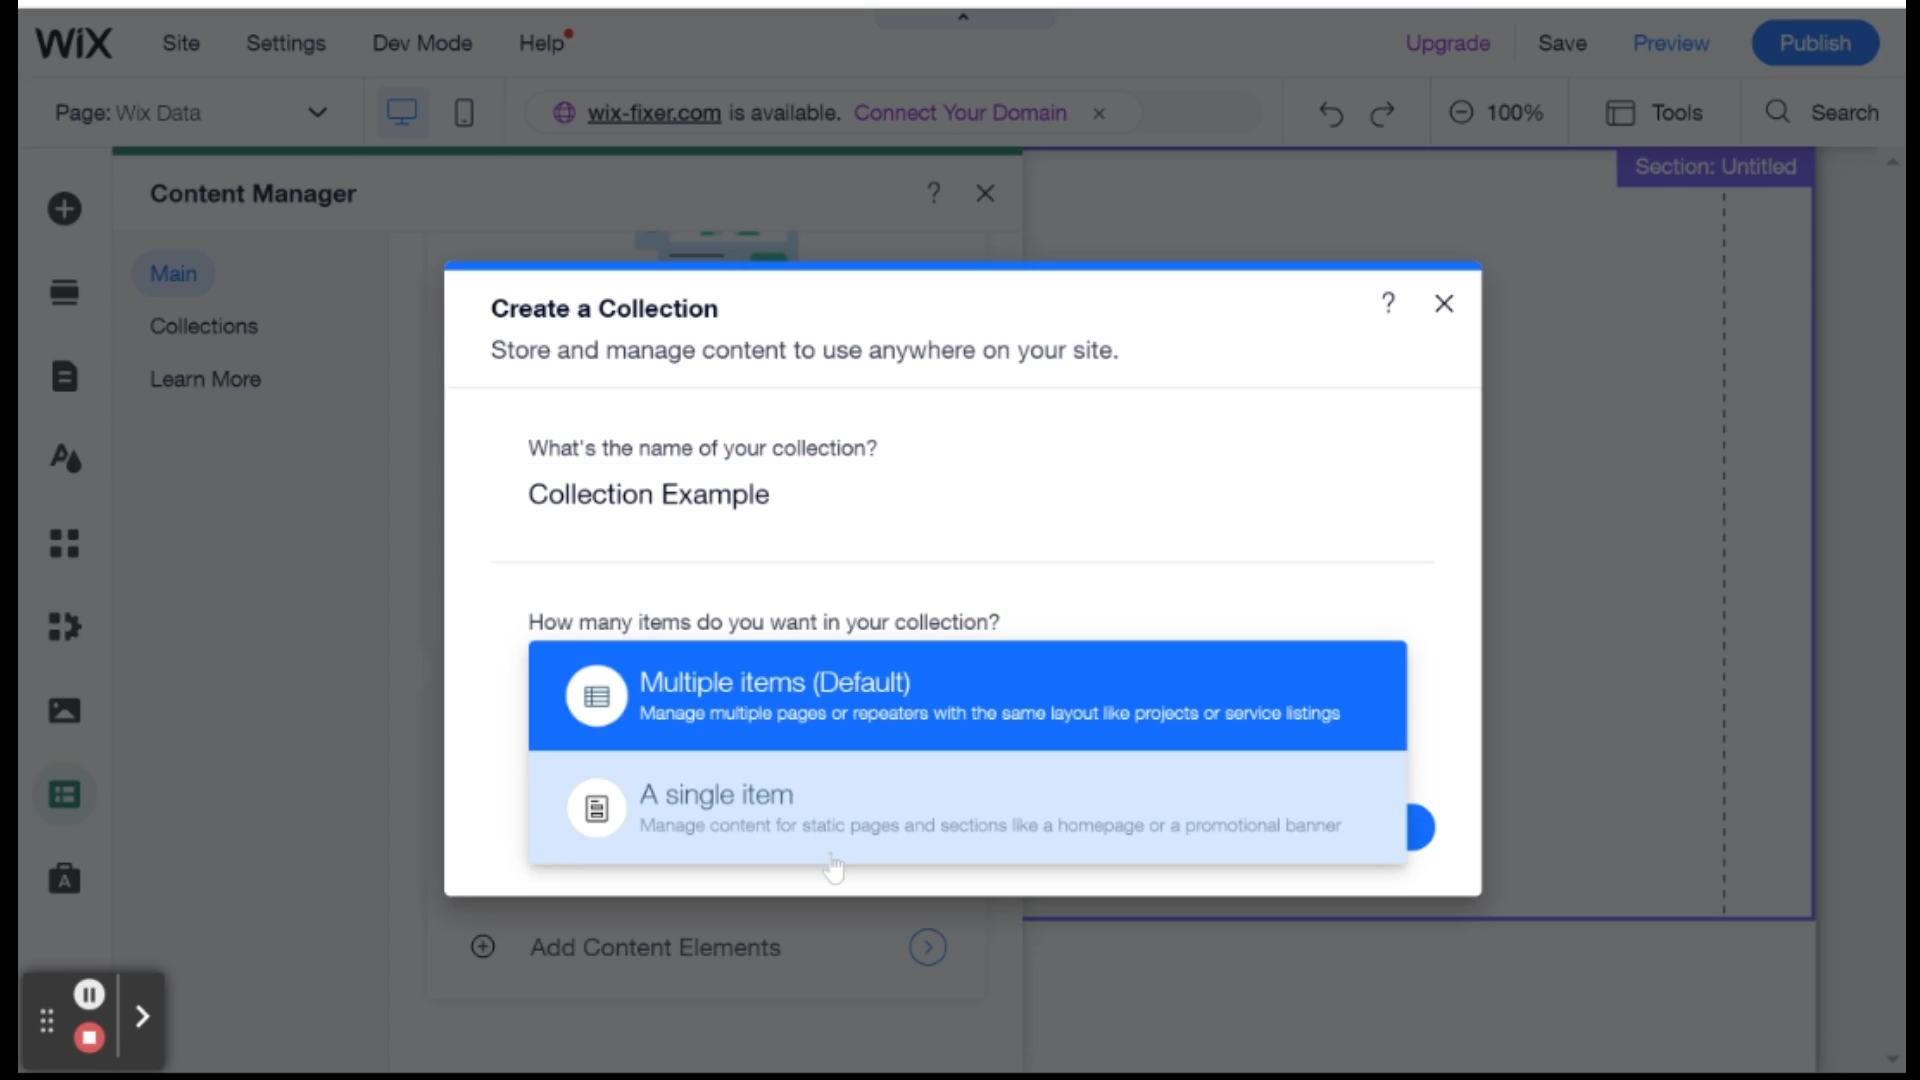 WiX Site Settings Dev Mode Help Upgrade Save Preview Publish
Page: Wix Data wix-fixer.com is available. Connect Your Domain × 100% Tools Search
Section: Untitled
Content Manager ?
Main
Collections
Learn More
Create a Collection ?
Store and manage content to use anywhere on your site.
What's the name of your collection?
Collection Example
How many items do you want in your collection?
Multiple items (Default)
Manage multiple pages or repeaters with the same layout like projects or service listings
A single item
Manage content for static pages and sections like a homepage or a promotional banner
Add Content Elements